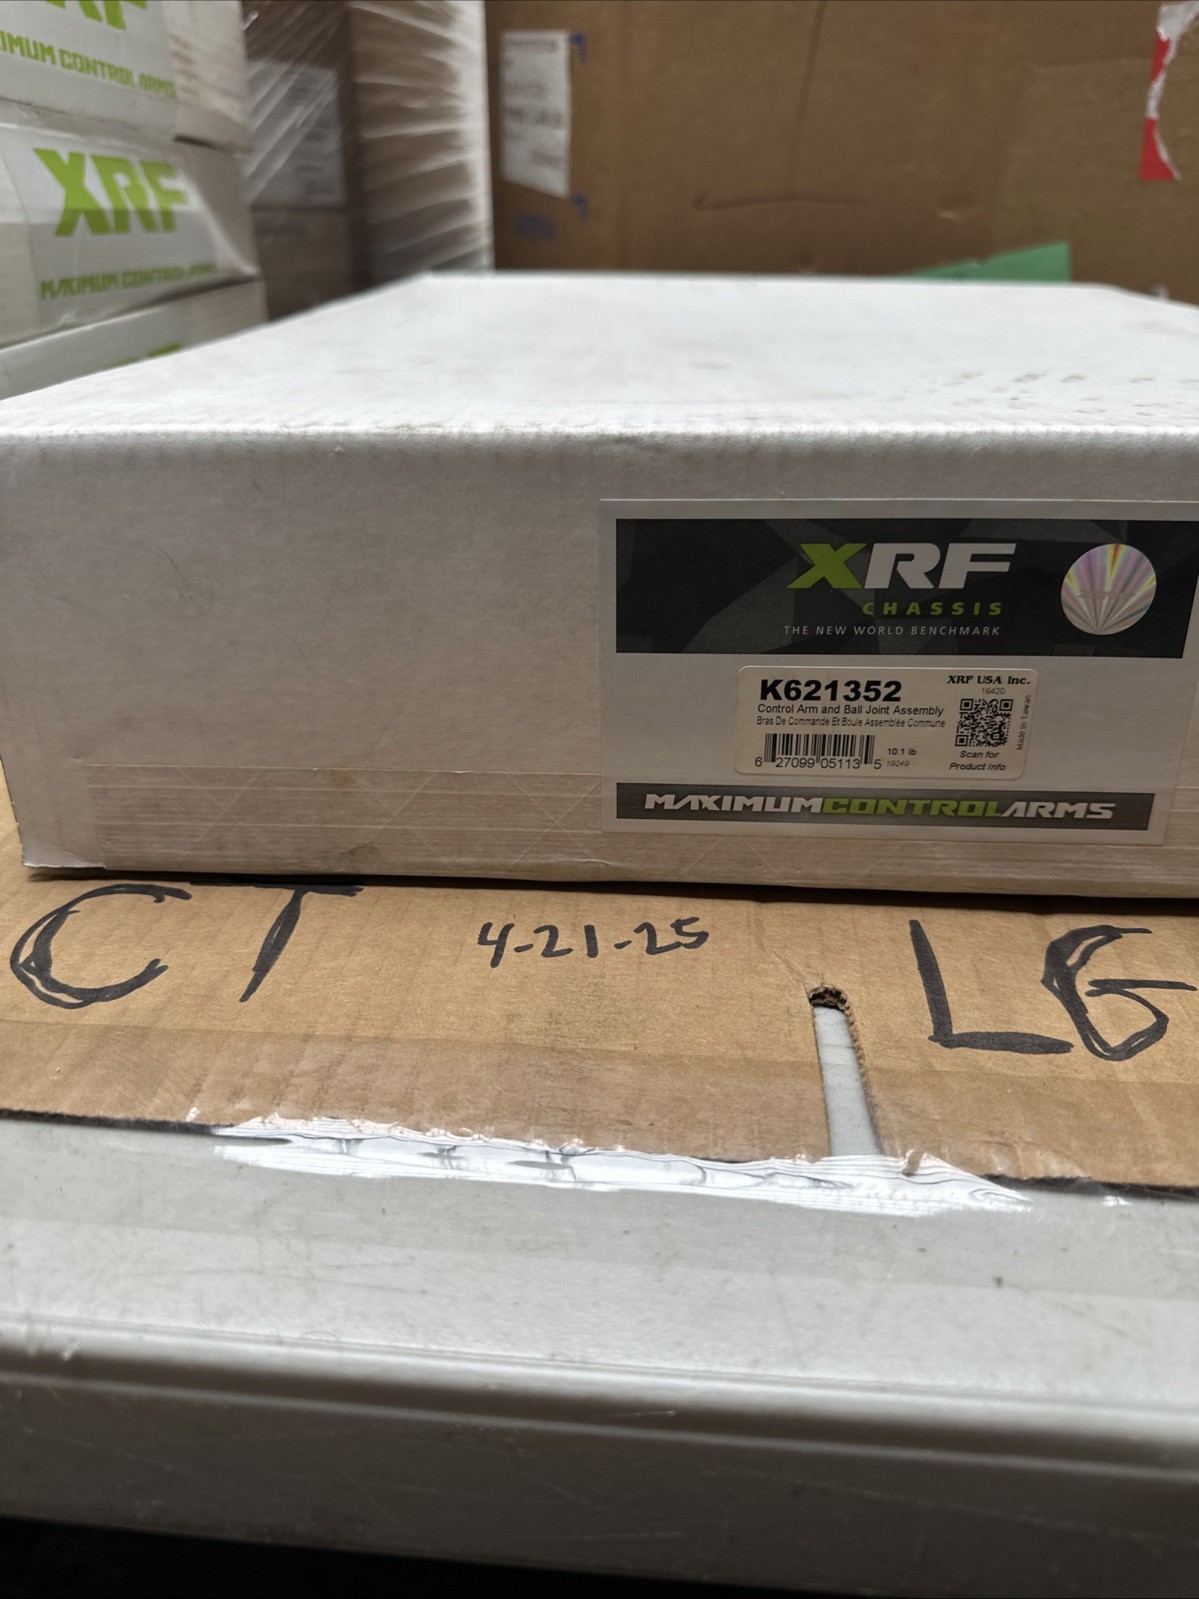 RF
IMUM CONTROL ARMS
XRF
MAXIMUM CONTROL ARMS
XRF
CHASSIS
THE NEW WORLD BENCHMARK
K621352
XRF USA Inc.
16420
Control Arm and Ball Joint Assembly
Bras De Commande Et Boule Assemblée Commune
Made In Taiwan
6 27099 05113 5
10.1 lb
19249
Scan for
Product Info
MAXIMUMCONTROLARMS
CT 4-21-25 LG